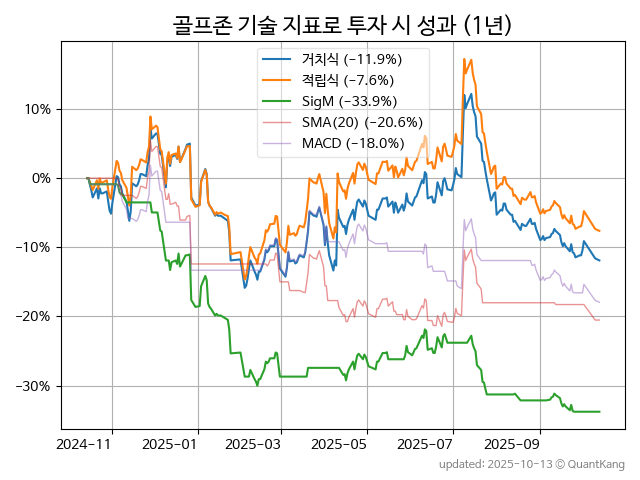 골프존 기술 지표로 투자 시 성과 (1년)
거치식 (-11.9%)
적립식 (-7.6%)
SigM (-33.9%)
SMA(20) (-20.6%)
MACD (-18.0%)
10%
0%
-10%
-20%
-30%
2024-11
2025-01
2025-03
2025-05
2025-07
2025-09
updated: 2025-10-13 © QuantKang